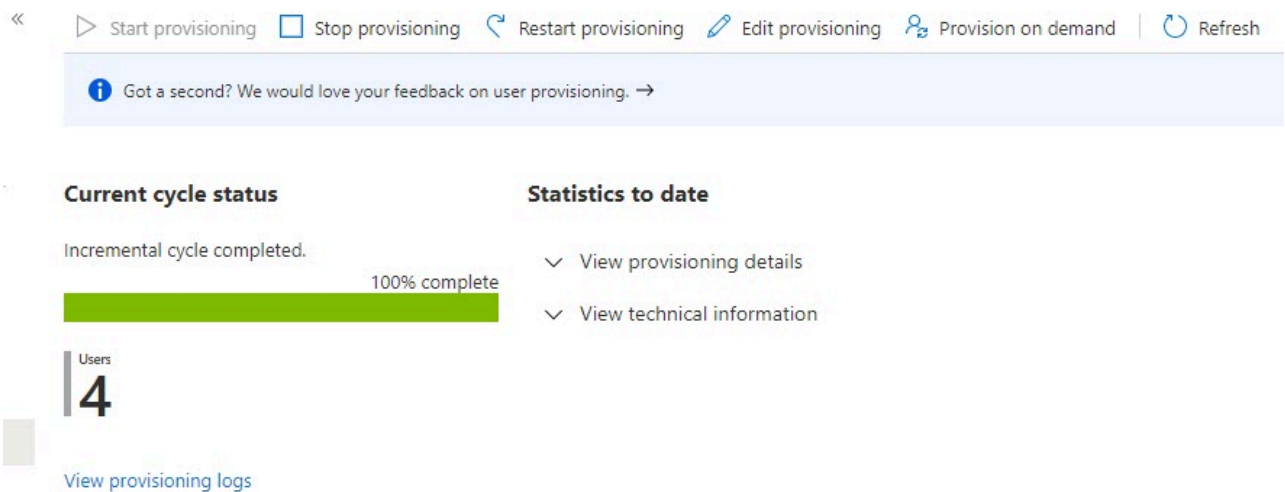 Start provisioning Stop provisioning Restart provisioning Edit provisioning Provision on demand Refresh
Got a second? We would love your feedback on user provisioning. →
Current cycle status
Incremental cycle completed.
100% complete
Users
4
View provisioning logs
Statistics to date
View provisioning details
View technical information